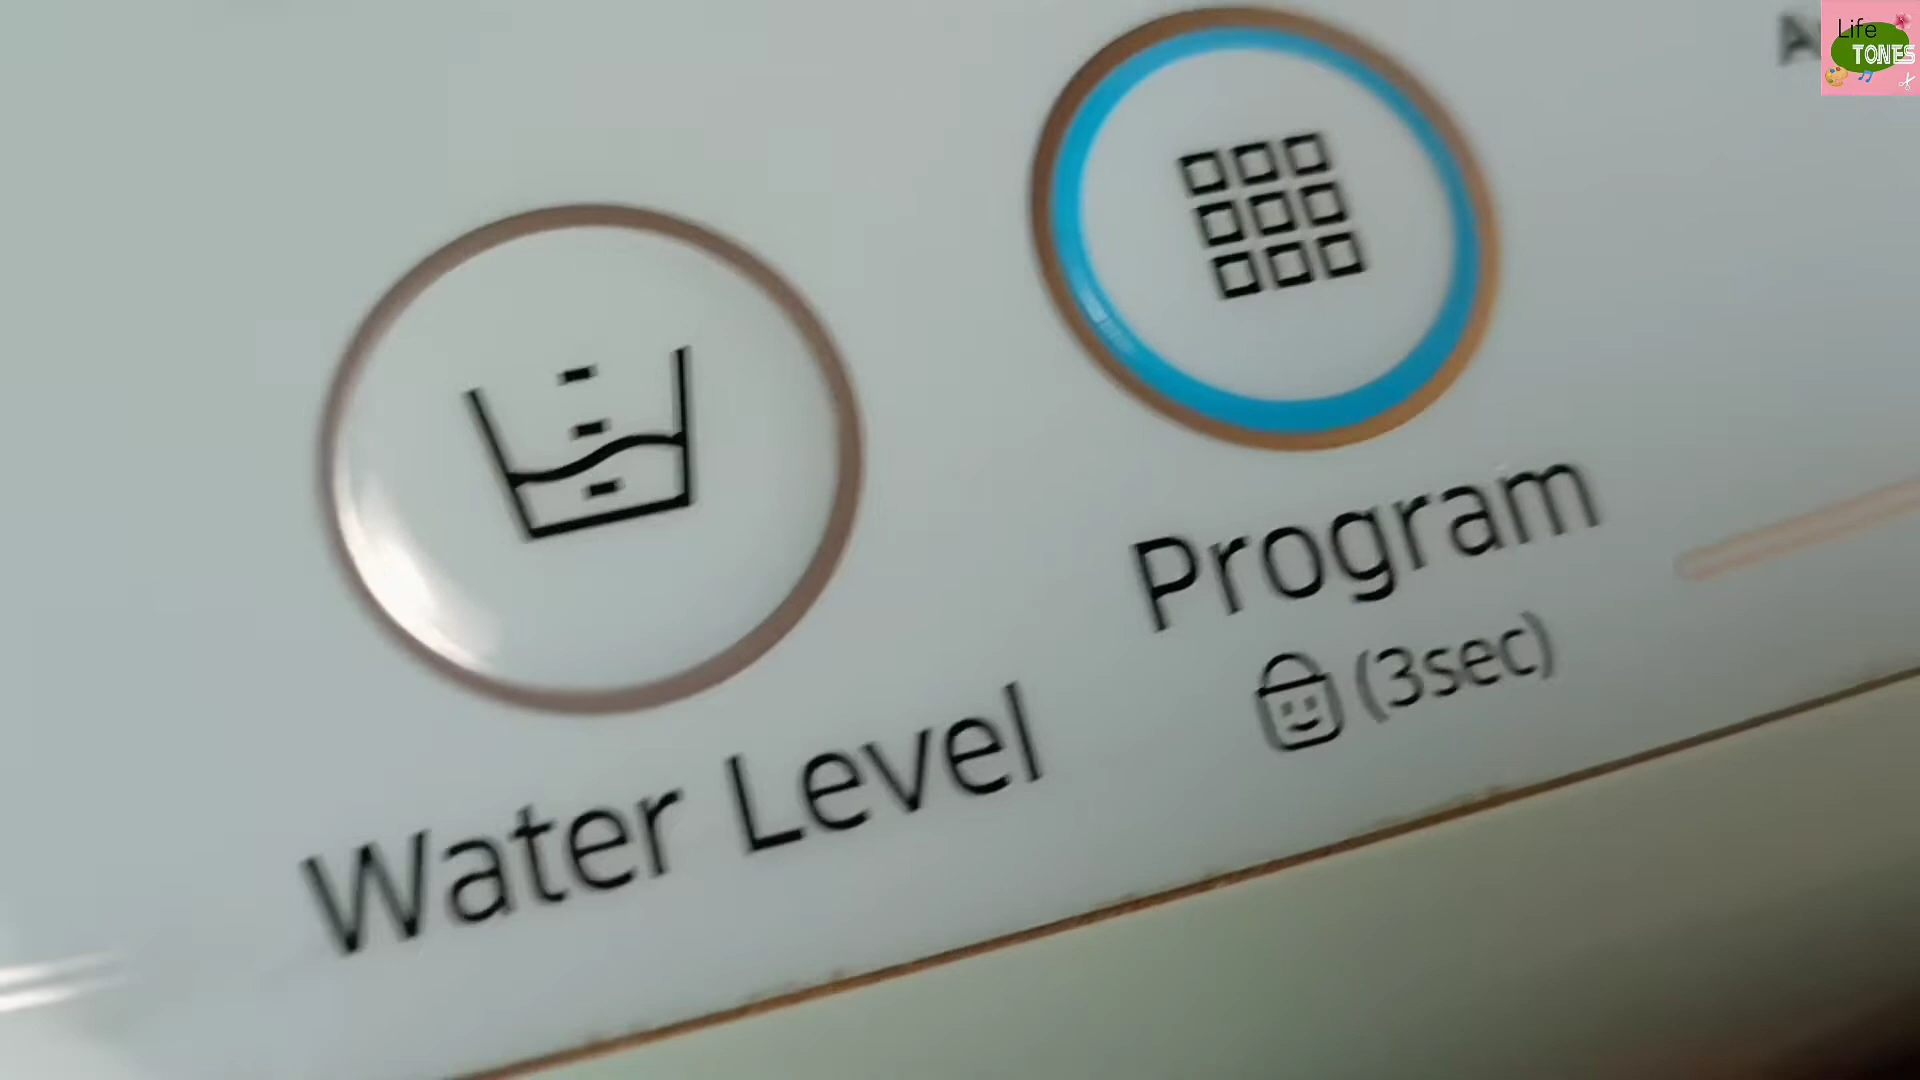 Life
TONES
Program
(3sec)
Water Level